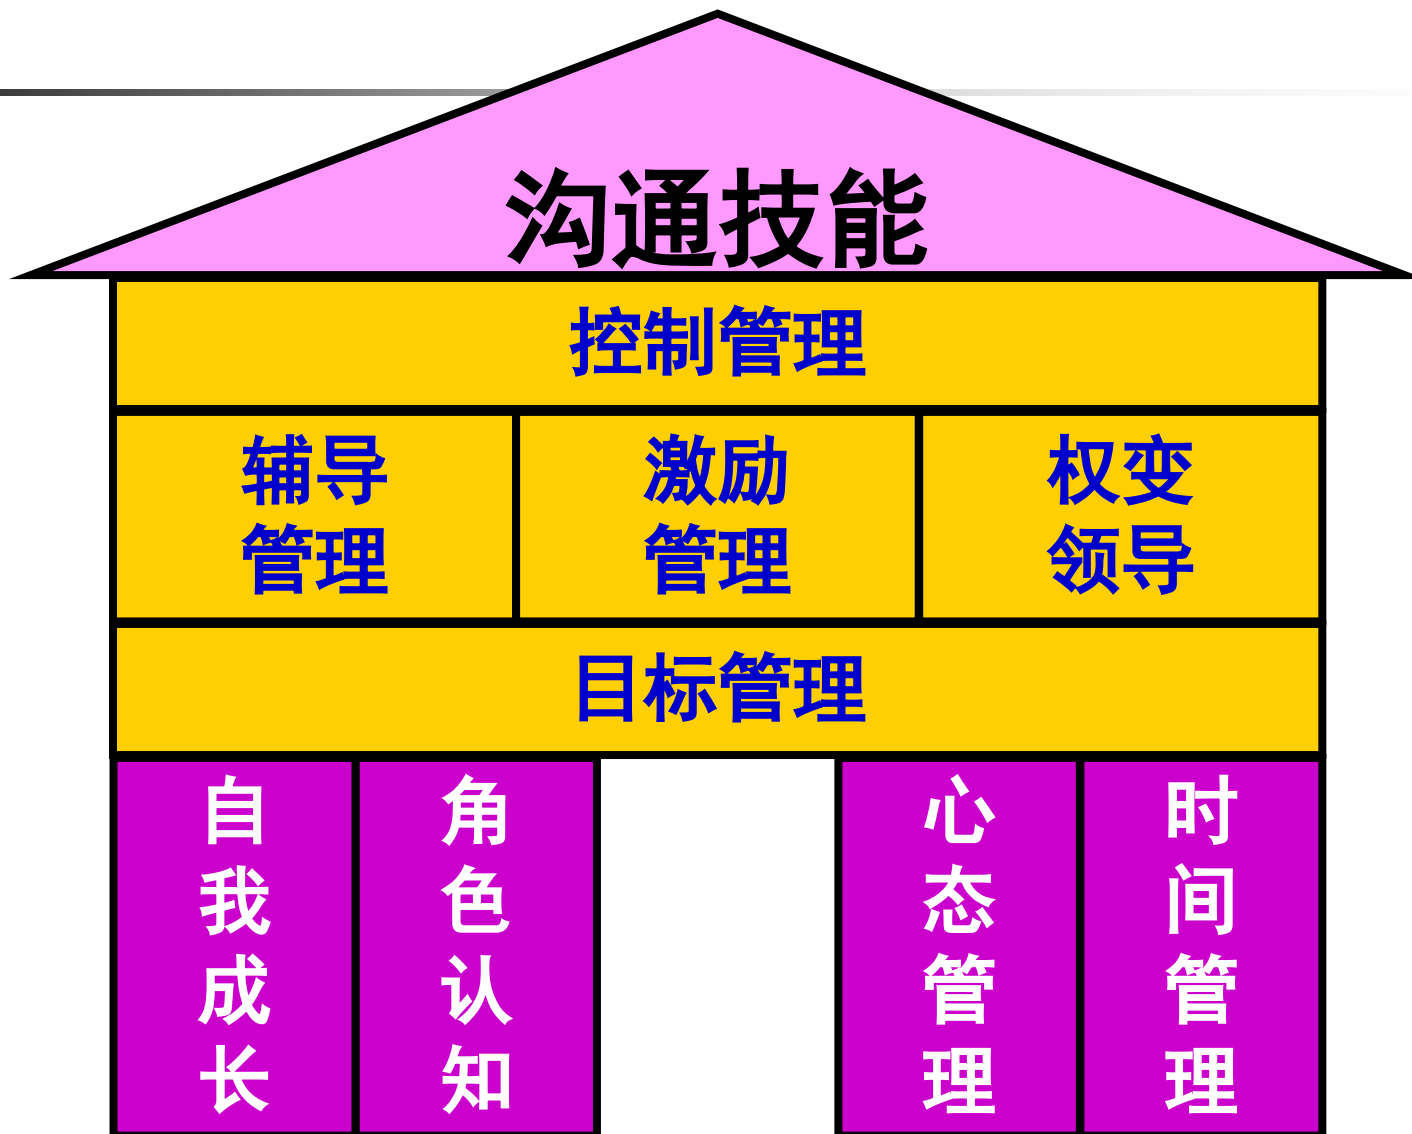 沟通技能
控制管理
辅导
管理
激励
管理
权变
领导
目标管理
自我成长
角色认知
心态管理
时间管理